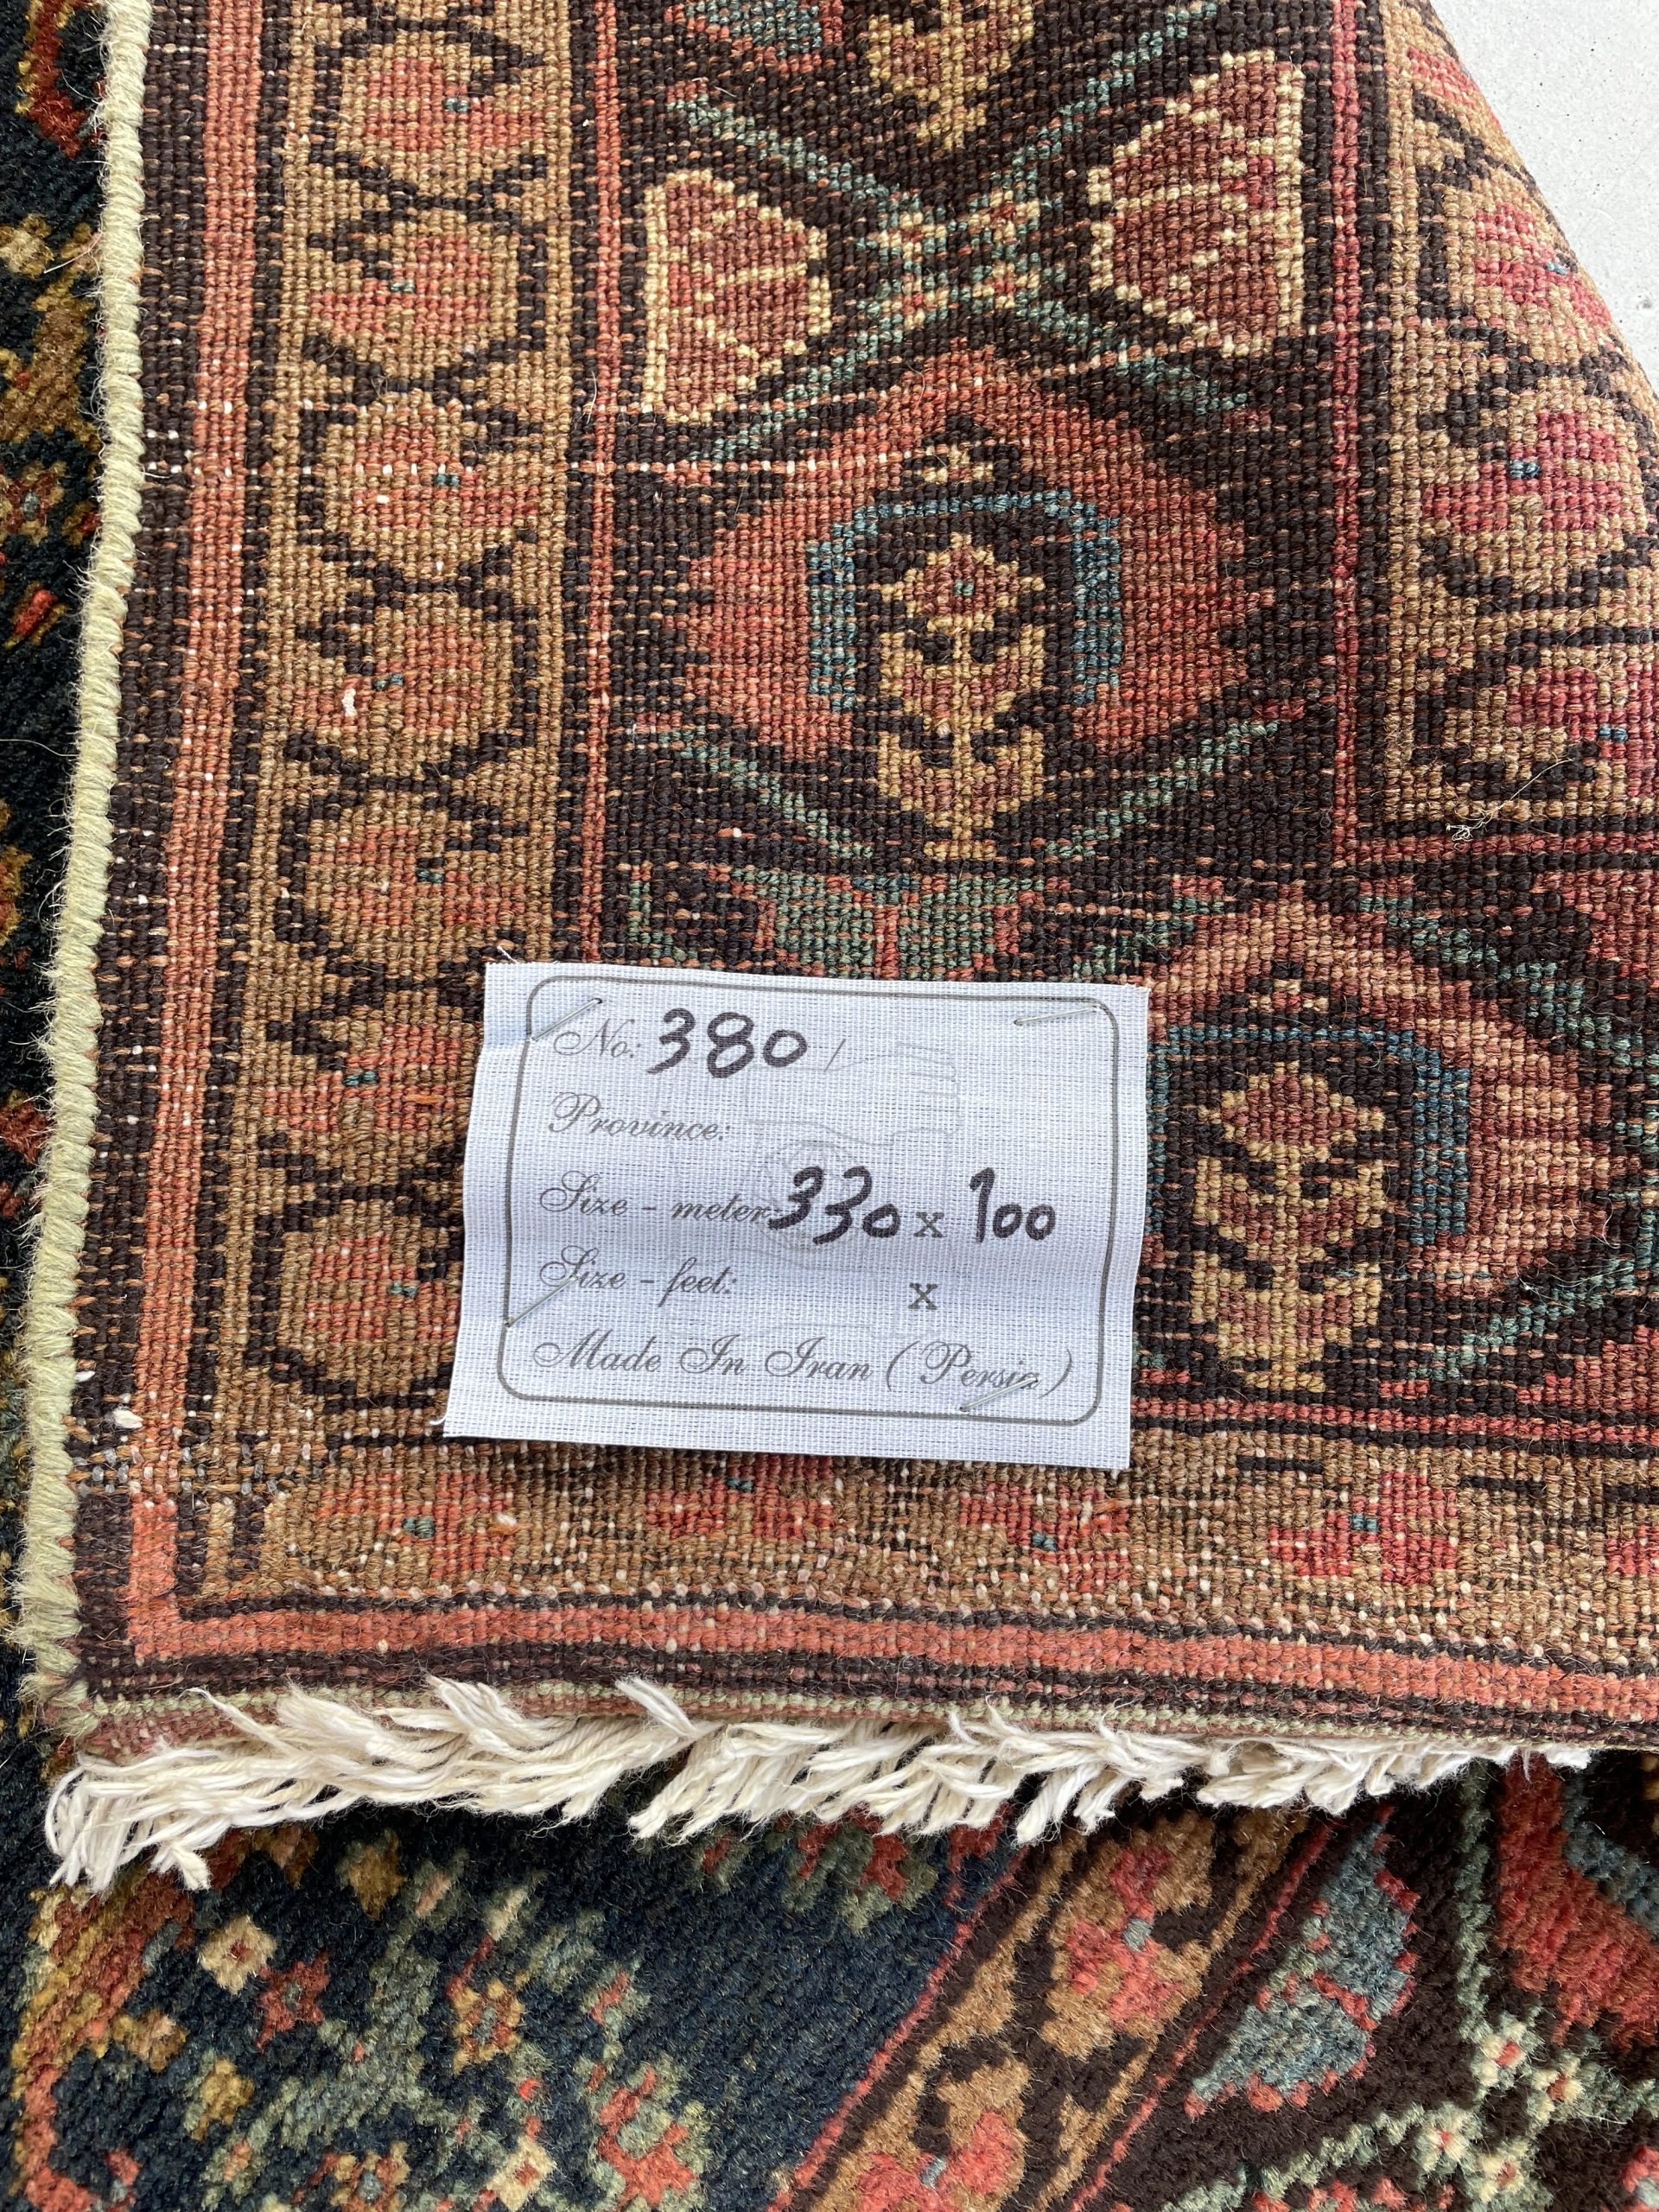 No: 380 /
Province:
Size - meter: 330 x 100
Size - feet: x
Made In Iran ( Persia )